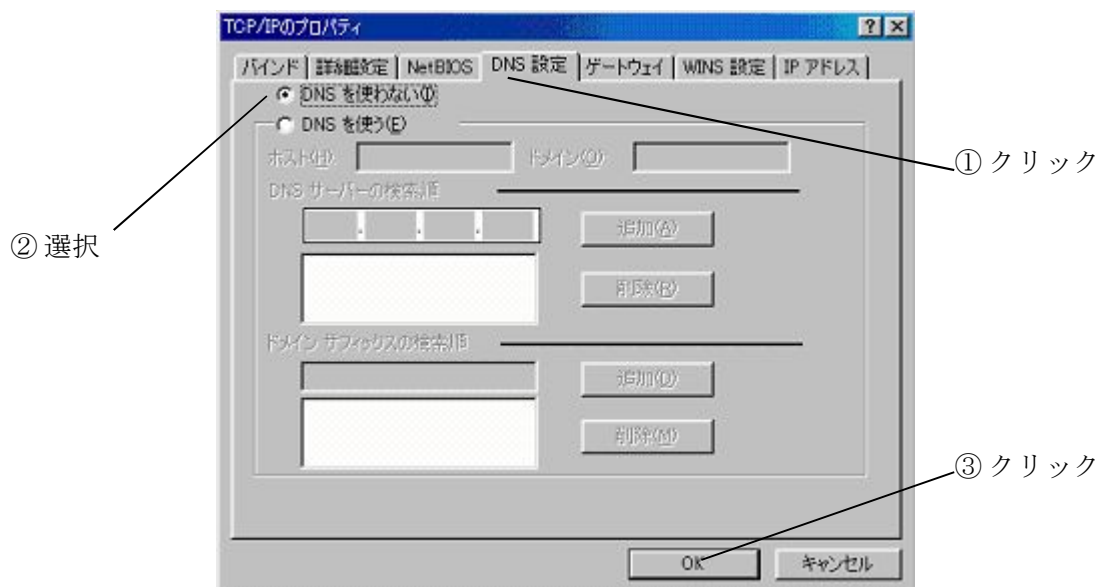 TCP/IPのプロパティ
バインド 詳細設定 NetBIOS DNS 設定 ゲートウェイ WINS 設定 IP アドレス
DNS を使わない(I)
DNS を使う(E)
ホスト(H): ドメイン(O):
① クリック
DNS サーバーの検索順
② 選択
追加(A)
削除(R)
ドメイン サフィックスの検索順
追加(D)
削除(M)
③ クリック
OK キャンセル